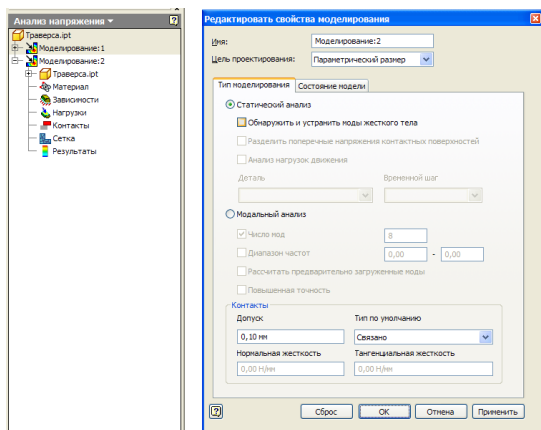 Анализ напряжения
Траверса.ipt
Моделирование:1
Моделирование:2
Траверса.ipt
Материал
Зависимости
Нагрузки
Контакты
Сетка
Результаты
Редактировать свойства моделирования
Имя:
Моделирование:2
Цель проектирования:
Параметрический размер
Тип моделирования
Состояние модели
Статический анализ
Обнаружить и устранить моды жесткого тела
Разделить поперечные напряжения контактных поверхностей
Анализ нагрузок движения
Деталь
Временной шаг
Модальный анализ
Число мод
8
Диапазон частот
0,00 - 0,00
Рассчитать предварительно загруженные моды
Повышенная точность
Контакты
Допуск
Тип по умолчанию
0,10 мм
Связано
Нормальная жесткость
Тангенциальная жесткость
0,00 Н/мм
0,00 Н/мм
Сброс
OK
Отмена
Применить